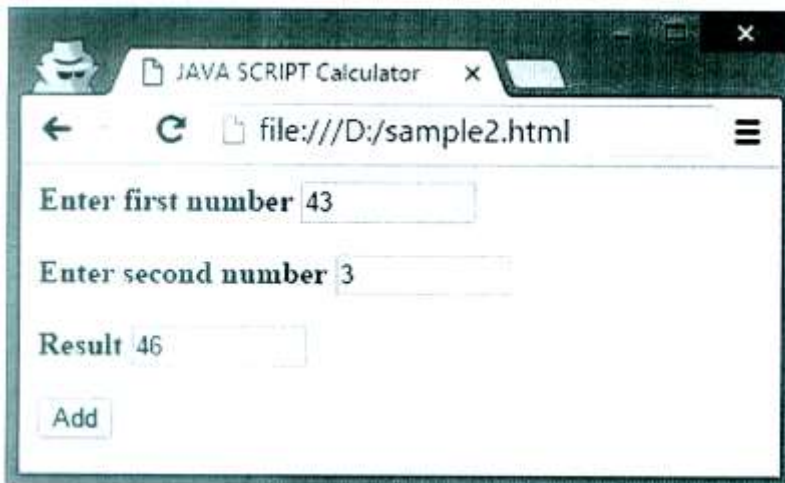 JAVA SCRIPT Calculator
file:///D:/sample2.html
Enter first number 43
Enter second number 3
Result 46
Add